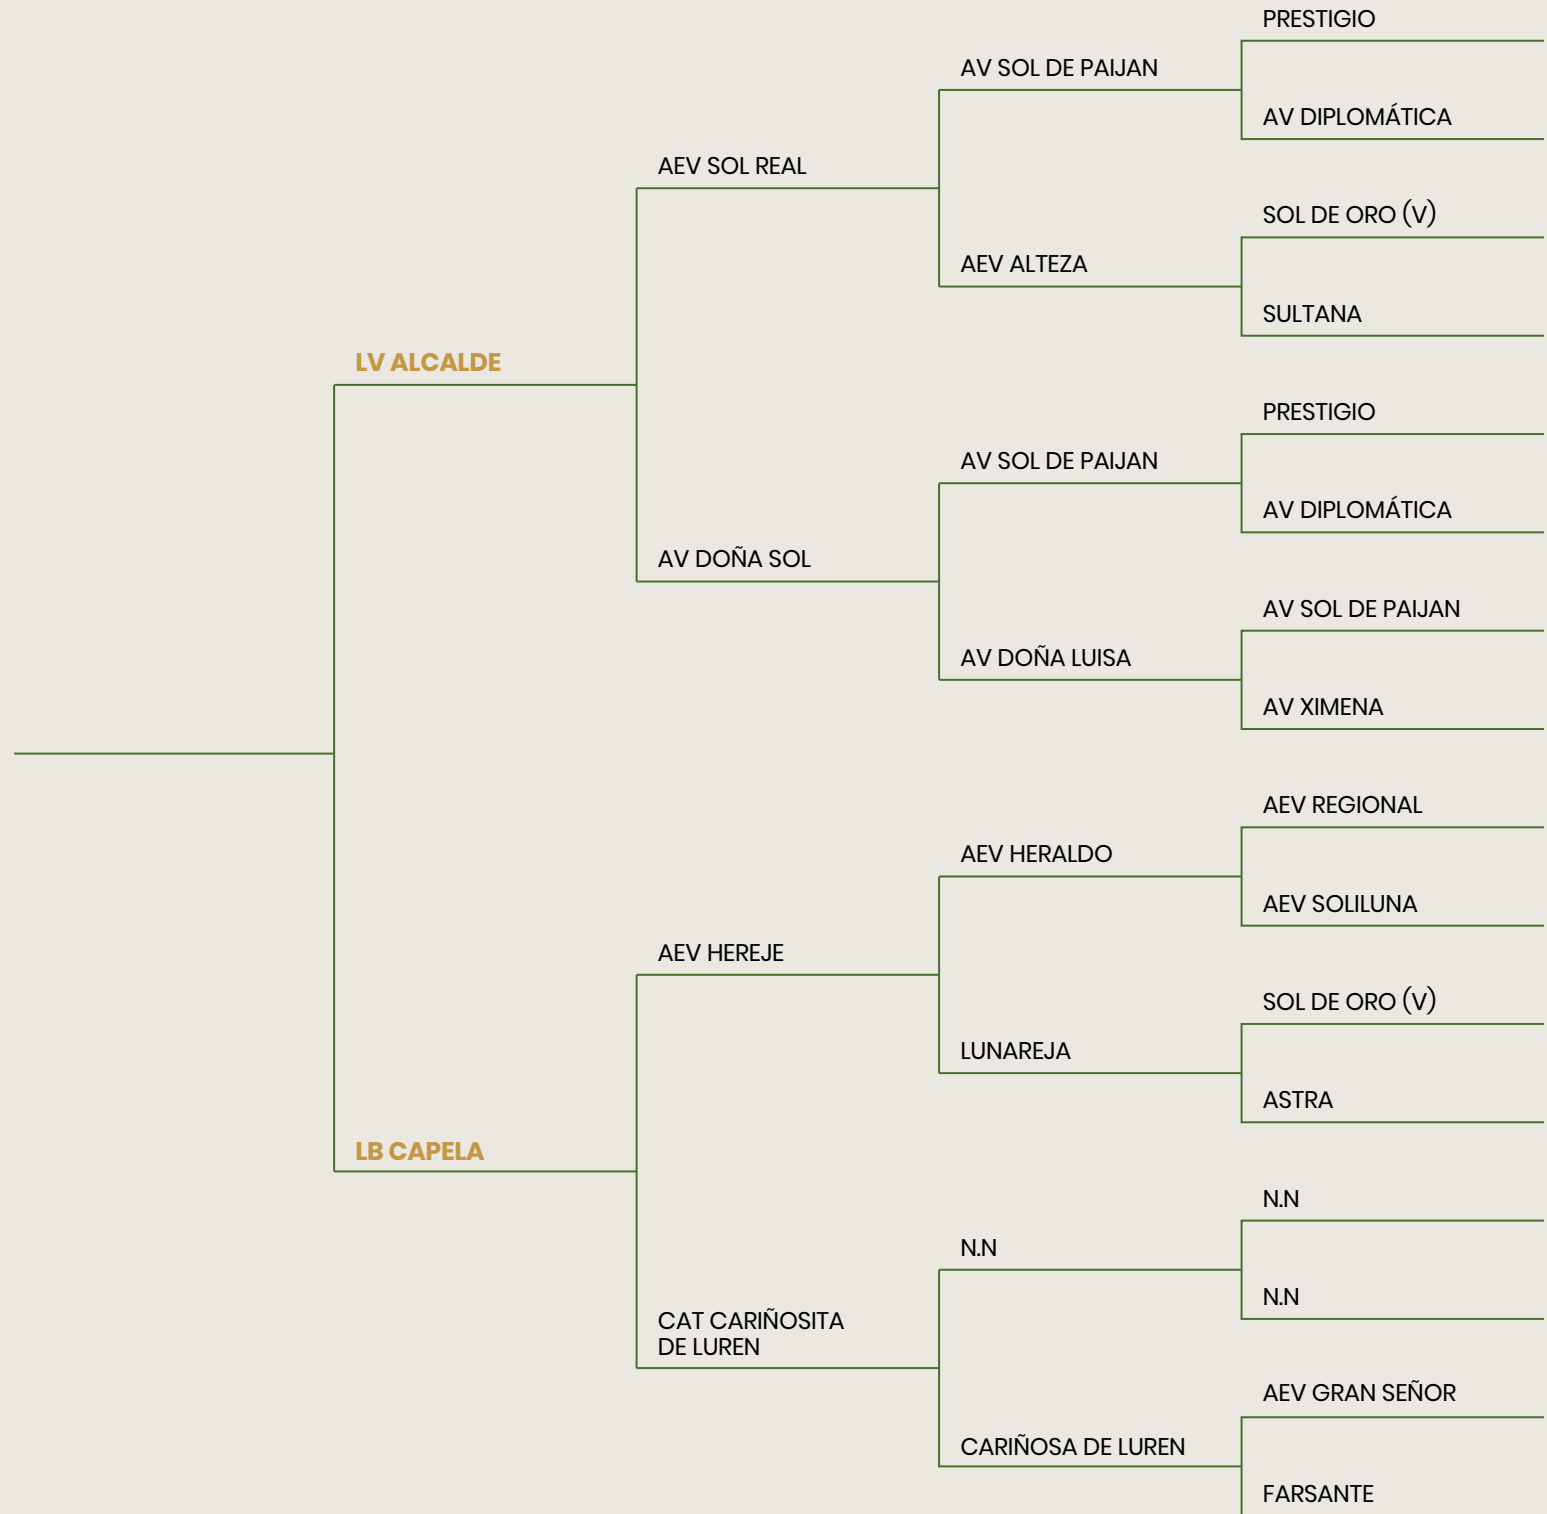 PRESTIGIO
AV SOL DE PAIJAN
AV DIPLOMÁTICA
AEV SOL REAL
SOL DE ORO (V)
AEV ALTEZA
SULTANA
LV ALCALDE
PRESTIGIO
AV SOL DE PAIJAN
AV DIPLOMÁTICA
AV DOÑA SOL
AV SOL DE PAIJAN
AV DOÑA LUISA
AV XIMENA
AEV REGIONAL
AEV HERALDO
AEV SOLILUNA
AEV HEREJE
SOL DE ORO (V)
LUNAREJA
ASTRA
LB CAPELA
N.N
N.N
N.N
CAT CARIÑOSITA
DE LUREN
AEV GRAN SEÑOR
CARIÑOSA DE LUREN
FARSANTE